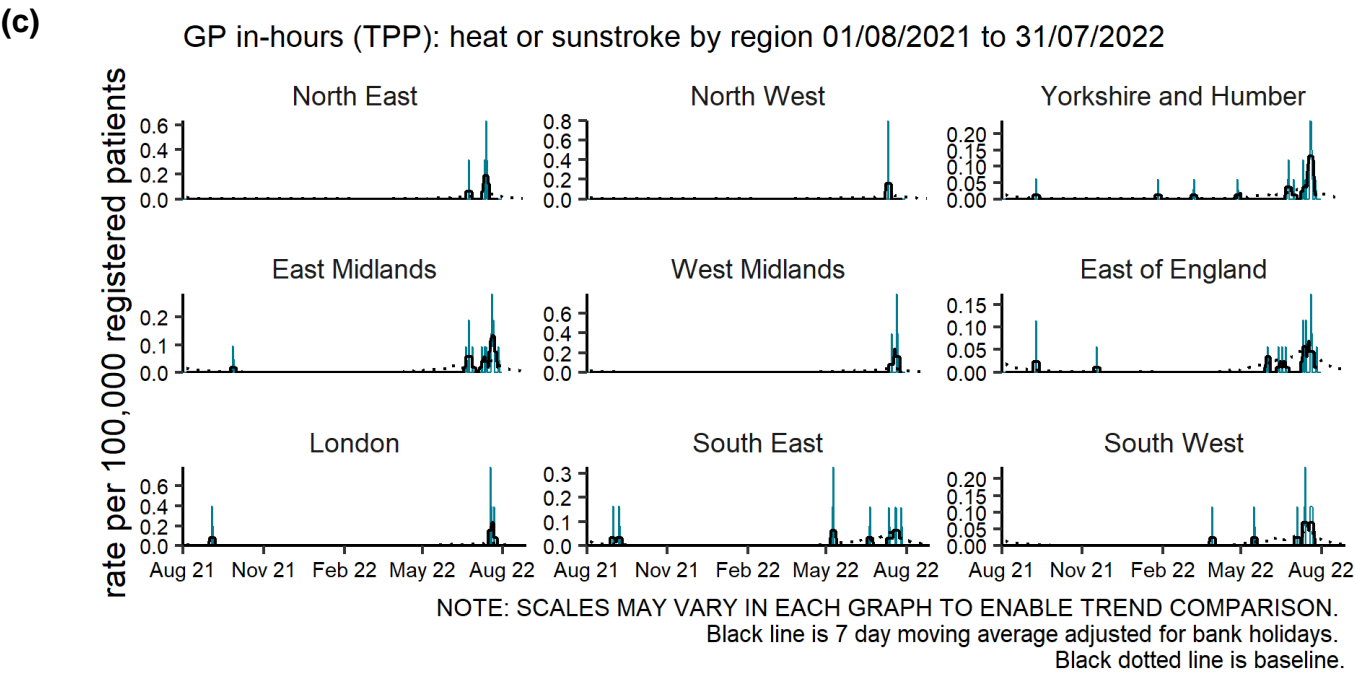 (c)
GP in-hours (TPP): heat or sunstroke by region 01/08/2021 to 31/07/2022
rate per 100,000 registered patients
North East
0.6
0.4
0.2
0.0
North West
0.8
0.6
0.4
0.2
0.0
Yorkshire and Humber
0.20
0.15
0.10
0.05
0.00
East Midlands
0.2
0.1
0.0
West Midlands
0.6
0.4
0.2
0.0
East of England
0.15
0.10
0.05
0.00
London
0.6
0.4
0.2
0.0
Aug 21 Nov 21 Feb 22 May 22 Aug 22
South East
0.3
0.2
0.1
0.0
Aug 21 Nov 21 Feb 22 May 22 Aug 22
South West
0.20
0.15
0.10
0.05
0.00
Aug 21 Nov 21 Feb 22 May 22 Aug 22
NOTE: SCALES MAY VARY IN EACH GRAPH TO ENABLE TREND COMPARISON.
Black line is 7 day moving average adjusted for bank holidays.
Black dotted line is baseline.